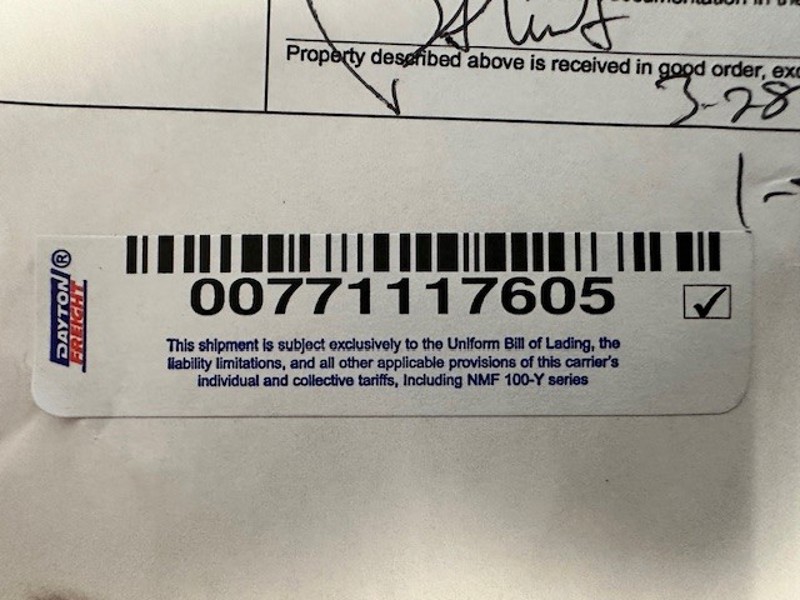 Property described above is received in good order, exc
3-28
DAYTON
FREIGHT®
00771117605
This shipment is subject exclusively to the Uniform Bill of Lading, the
liability limitations, and all other applicable provisions of this carrier's
individual and collective tariffs, Including NMF 100-Y series